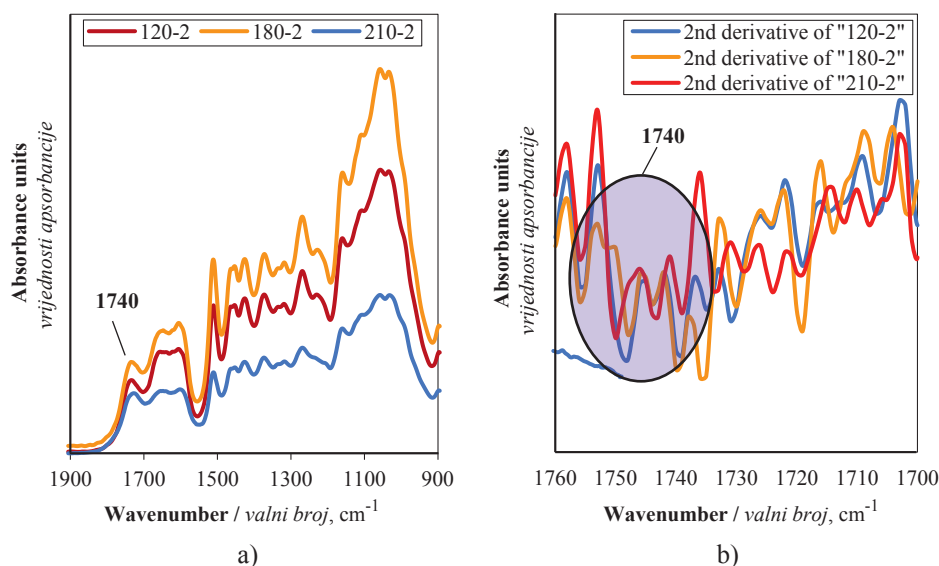 120-2 180-2 210-2
Absorbance units
vrijednosti apsorbancije
1740
1900 1700 1500 1300 1100 900
Wavenumber / valni broj, cm⁻¹
a)
2nd derivative of "120-2"
2nd derivative of "180-2"
2nd derivative of "210-2"
1740
Absorbance units
vrijednosti apsorbancije
1760 1750 1740 1730 1720 1710 1700
Wavenumber / valni broj, cm⁻¹
b)